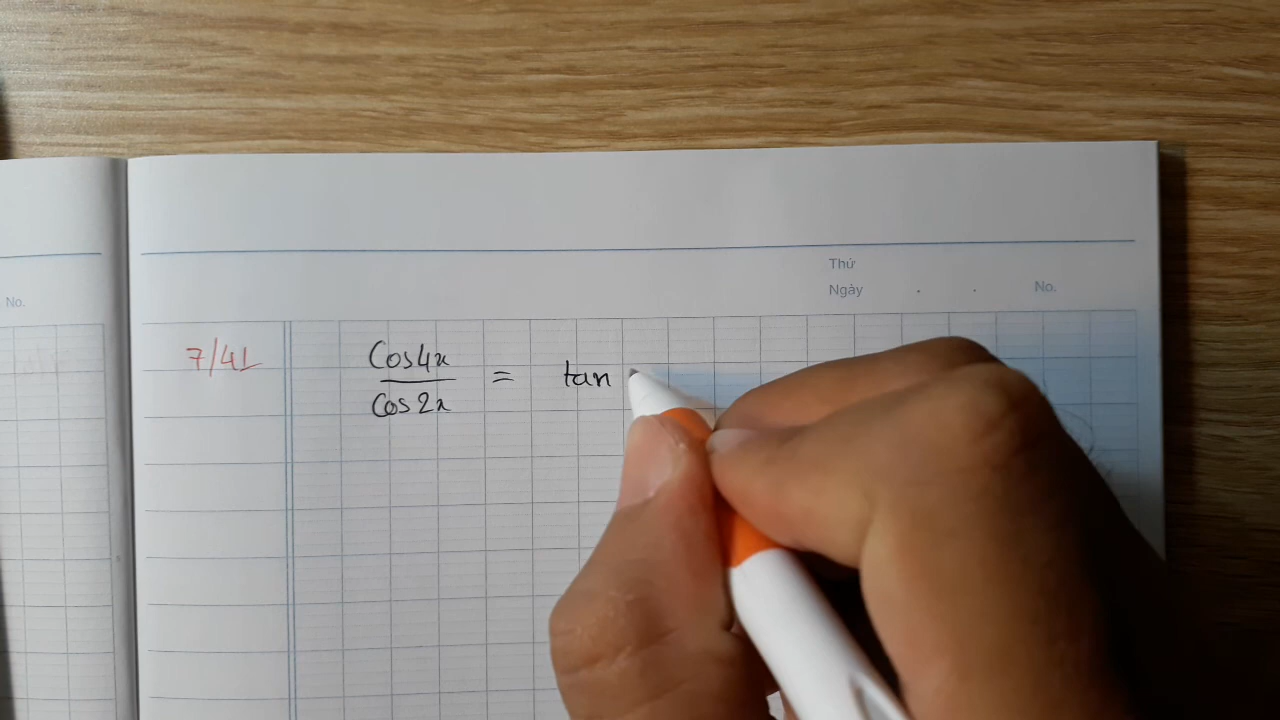 No.
Thứ
Ngày . . No.
7/41
Cos4x
Cos2x
= tan